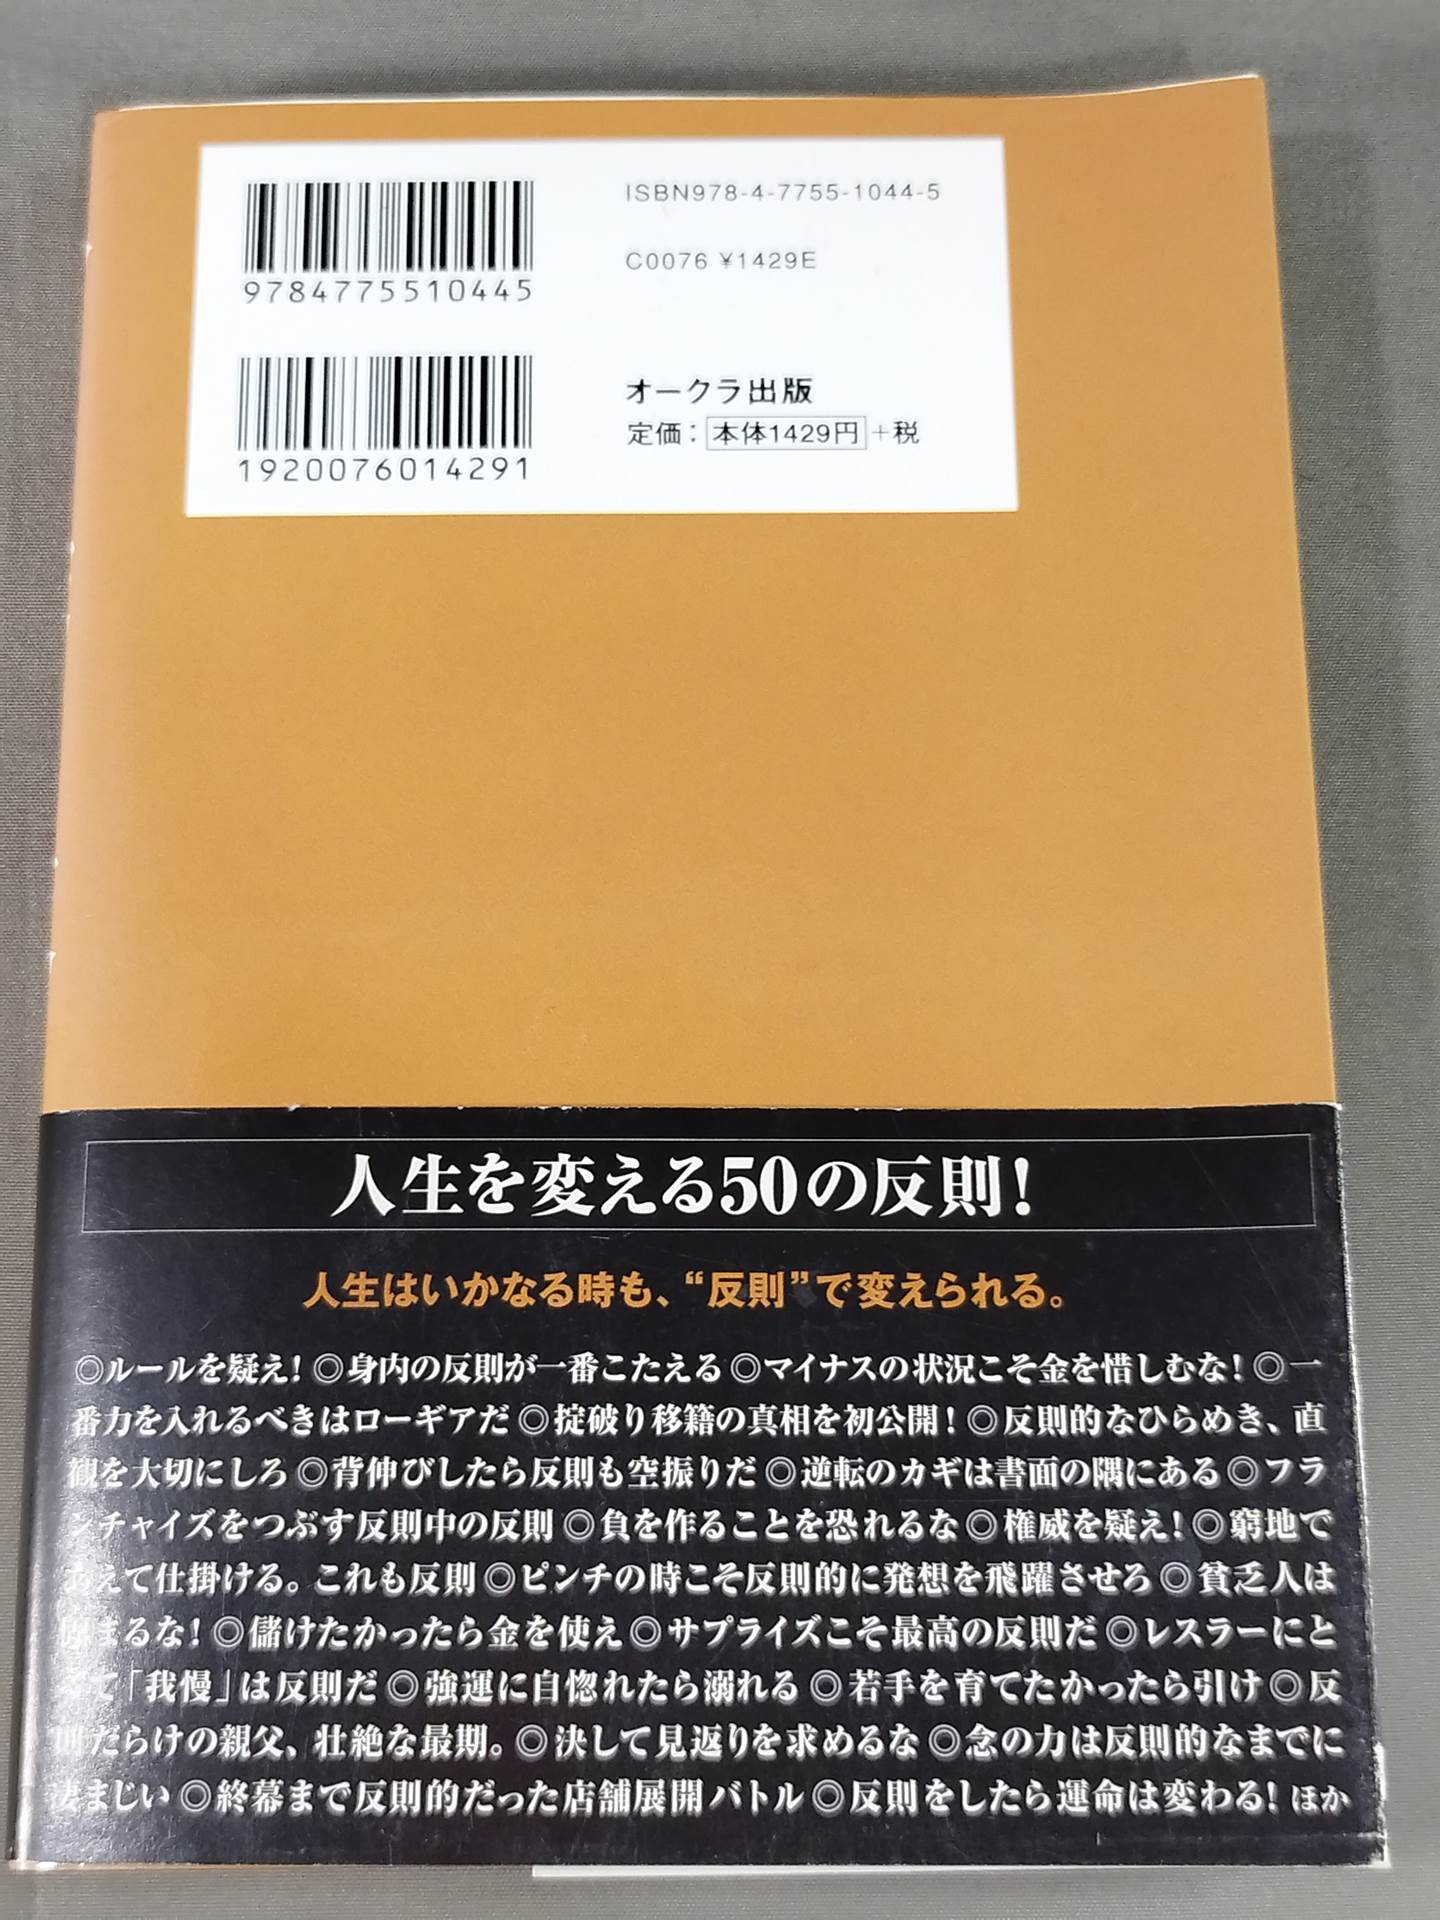 ISBN978-4-7755-1044-5
C0076 ¥1429E
9784775510445
1920076014291
オークラ出版
定価：本体1429円+税
人生を変える50の反則！
人生はいかなる時も、“反則”で変えられる。
◎ルールを疑え！◎身内の反則が一番こたえる◎マイナスの状況こそ金を惜しむな！◎一
番力を入れるべきはローギアだ◎掟破り移籍の真相を初公開！◎反則的なひらめき、直
観を大切にしろ◎背伸びしたら反則も空振りだ◎逆転のカギは書面の隅にある◎フラ
ンチャイズをつぶす反則中の反則◎負を作ることを恐れるな◎権威を疑え！◎窮地で
あえて仕掛ける。これも反則◎ピンチの時こそ反則的に発想を飛躍させろ◎貧乏人は
まるな！◎儲けたかったら金を使え◎サプライズこそ最高の反則だ◎レスラーにと
て「我慢」は反則だ◎強運に自惚れたら溺れる◎若手を育てたかったら引け◎反
則だらけの親父、壮絶な最期。◎決して見返りを求めるな◎念の力は反則的なまでに
凄まじい◎終幕まで反則的だった店舗展開バトル◎反則をしたら運命は変わる！ほか